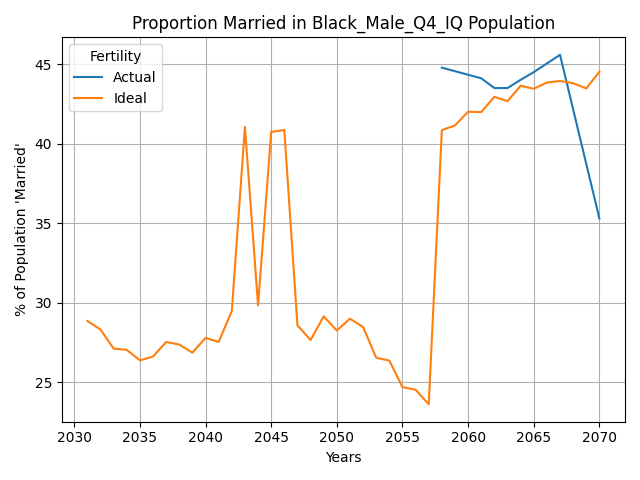 Proportion Married in Black_Male_Q4_IQ Population
% of Population 'Married'
45
40
35
30
25
Fertility
Actual
Ideal
2030 2035 2040 2045 2050 2055 2060 2065 2070
Years